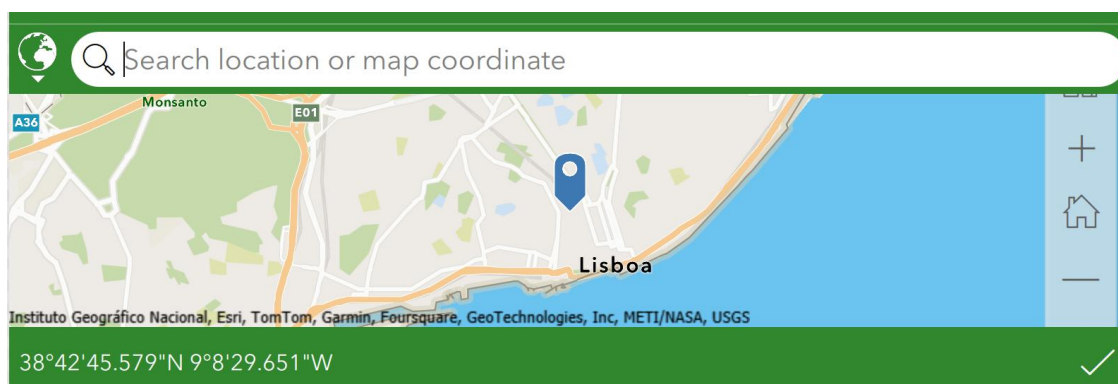 Search location or map coordinate
Monsanto
E01
A36
Lisboa
Instituto Geográfico Nacional, Esri, TomTom, Garmin, Foursquare, GeoTechnologies, Inc, METI/NASA, USGS
38°42'45.579"N 9°8'29.651"W